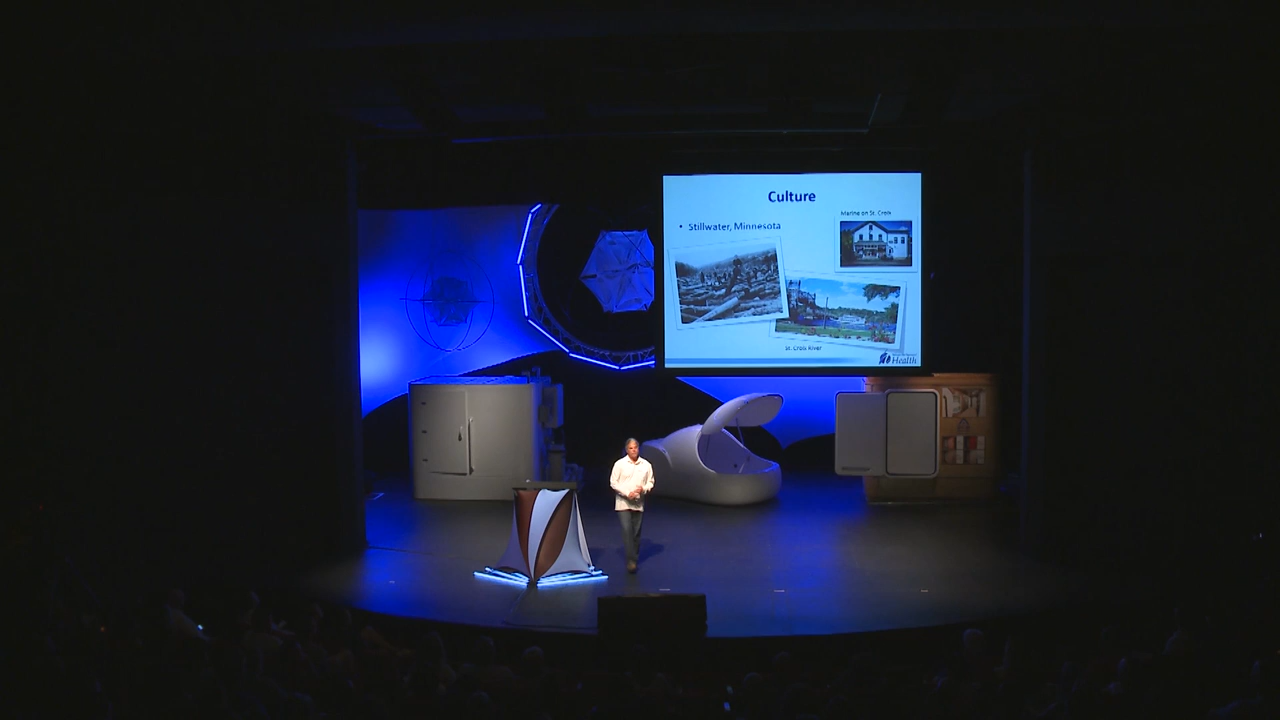 Culture
Marine on St. Croix
• Stillwater, Minnesota
St. Croix River
Health